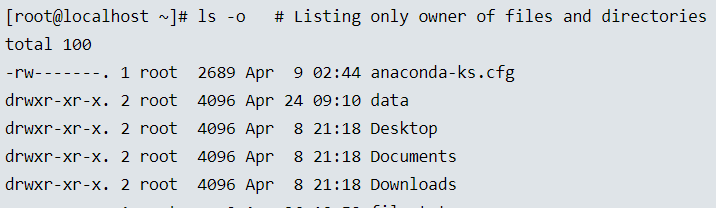 [root@localhost ~]# ls -o   # Listing only owner of files and directories
total 100
-rw-------. 1 root  2689 Apr  9 02:44 anaconda-ks.cfg
drwxr-xr-x. 2 root  4096 Apr 24 09:10 data
drwxr-xr-x. 2 root  4096 Apr  8 21:18 Desktop
drwxr-xr-x. 2 root  4096 Apr  8 21:18 Documents
drwxr-xr-x. 2 root  4096 Apr  8 21:18 Downloads